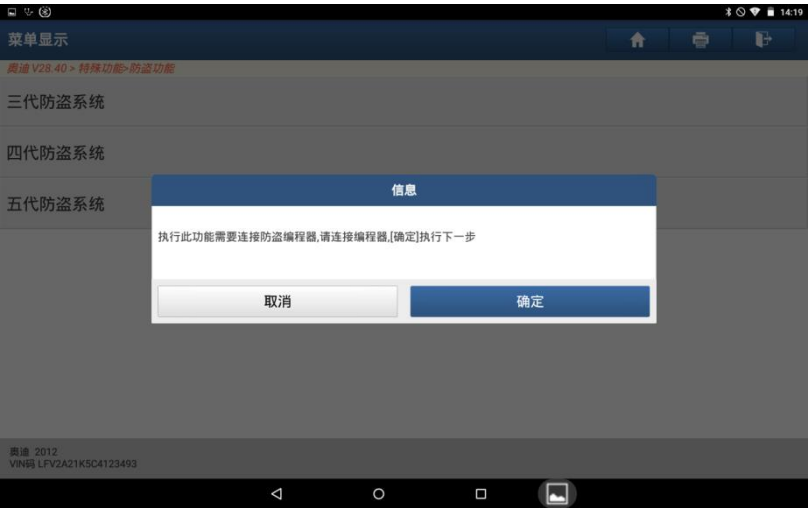 14:19
菜单显示
奥迪 V28.40 > 特殊功能>防盗功能
三代防盗系统
四代防盗系统
五代防盗系统
信息
执行此功能需要连接防盗编程器,请连接编程器,[确定]执行下一步
取消
确定
奥迪 2012
VIN码 LFV2A21K5C4123493